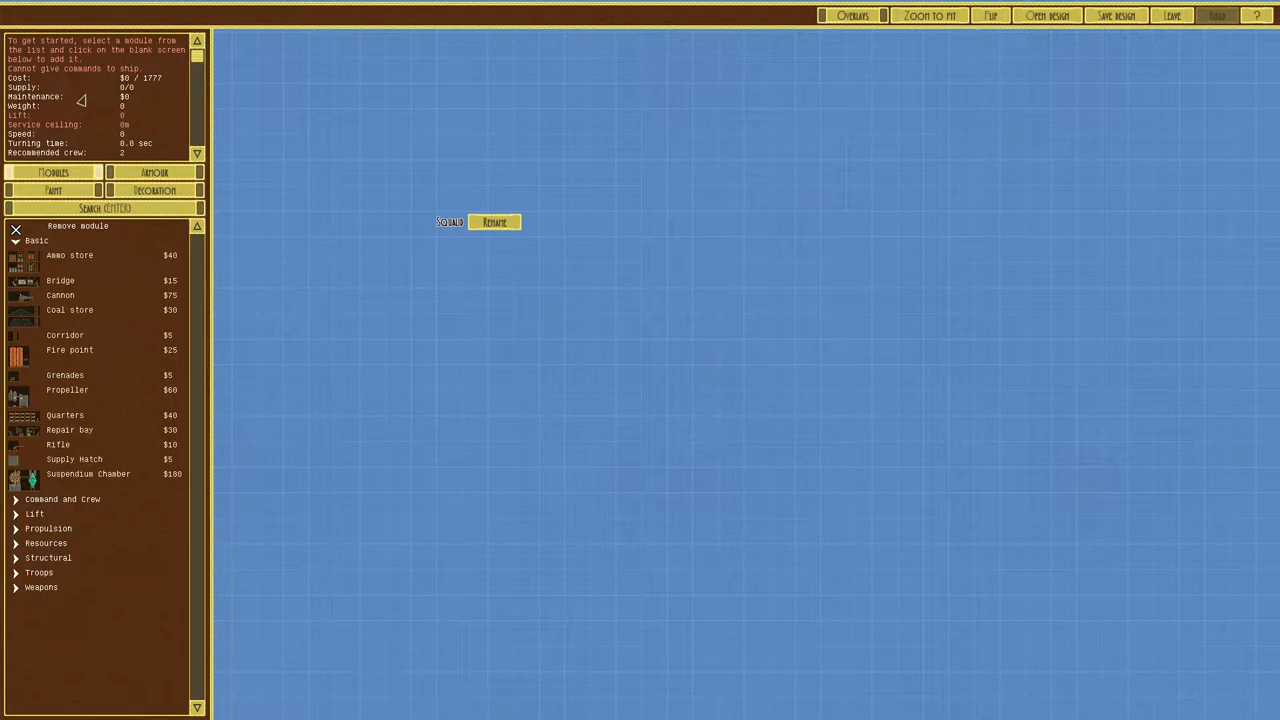 OVERLAYS ZOOM TO FIT FLIP OPEN DESIGN SAVE DESIGN LEAVE BUILD ?
To get started, select a module from
the list and click on the blank screen
below to add it.
Cannot give commands to ship.
Cost: $0 / 1777
Supply: 0/0
Maintenance: $0
Weight: 0
Lift: 0
Service ceiling: 0m
Speed: 0
Turning time: 0.0 sec
Recommended crew: 2
MODULES ARMOUR
PAINT DECORATION
SEARCH (ENTER)
SQUALID RENAME
Remove module
Basic
Ammo store $40
Bridge $15
Cannon $75
Coal store $30
Corridor $5
Fire point $25
Grenades $5
Propeller $60
Quarters $40
Repair bay $30
Rifle $10
Supply Hatch $5
Suspendium Chamber $180
Command and Crew
Lift
Propulsion
Resources
Structural
Troops
Weapons